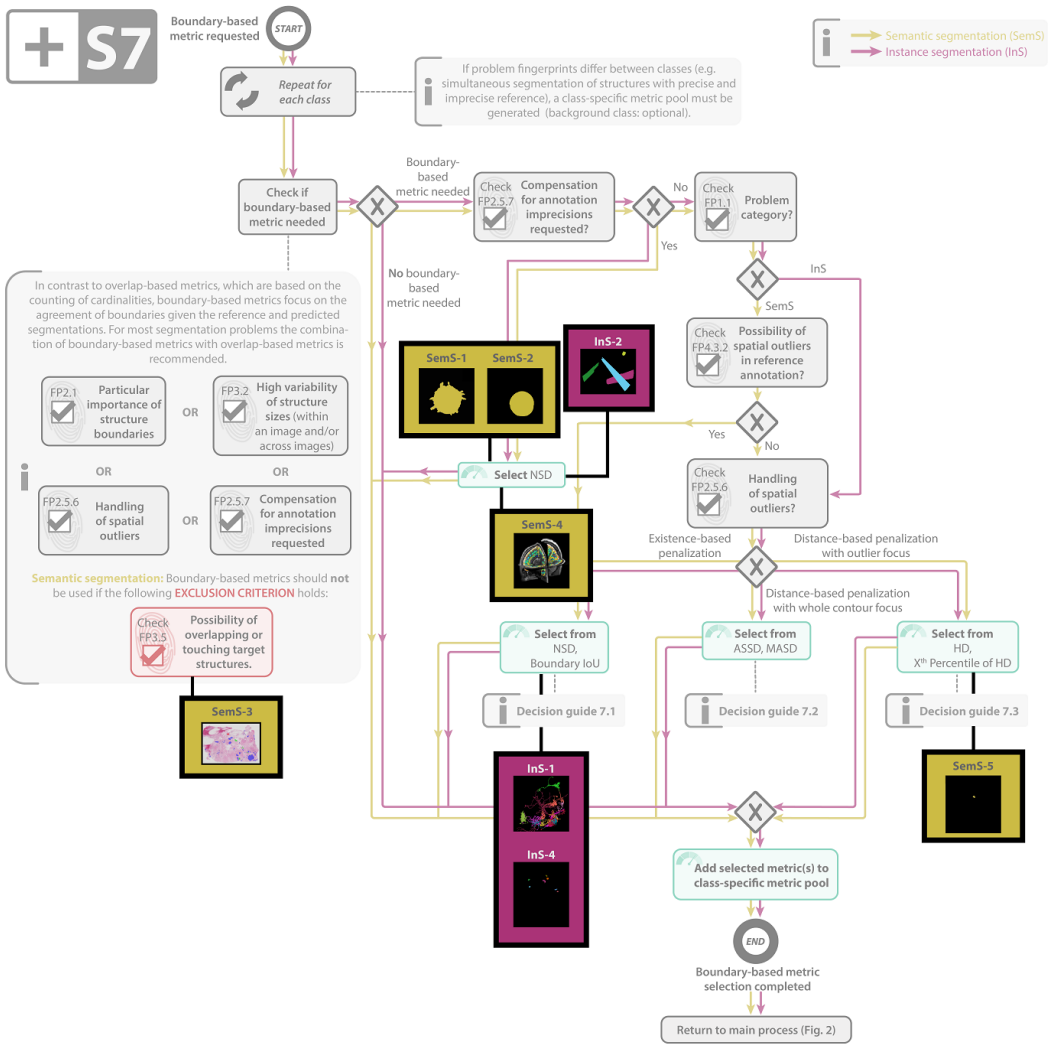 S7
Boundary-based
metric requested
START
Semantic segmentation (SemS)
Instance segmentation (InS)
Repeat for
each class
If problem fingerprints differ between classes (e.g.
simultaneous segmentation of structures with precise and
imprecise reference), a class-specific metric pool must be
generated (background class: optional).
Check if
boundary-based
metric needed
X
Boundary-
based
metric needed
Check
FP2.5.7
Compensation
for annotation
imprecisions
requested?
X
No
Yes
Check
FP1.1
Problem
category?
No boundary-
based
metric needed
X
InS
SemS
In contrast to overlap-based metrics, which are based on the
counting of cardinalities, boundary-based metrics focus on the
agreement of boundaries given the reference and predicted
segmentations. For most segmentation problems the combina-
tion of boundary-based metrics with overlap-based metrics is
recommended.
FP2.1
Particular
importance of
structure
boundaries
OR
FP3.2
High variability
of structure
sizes (within
an image and/or
across images)
OR
OR
FP2.5.6
Handling
of spatial
outliers
OR
FP2.5.7
Compensation
for annotation
imprecisions
requested
Semantic segmentation: Boundary-based metrics should not
be used if the following EXCLUSION CRITERION holds:
Check
FP3.5
Possibility of
overlapping or
touching target
structures.
SemS-3
SemS-1
SemS-2
InS-2
Check
FP4.3.2
Possibility of
spatial outliers
in reference
annotation?
X
Yes
No
Select NSD
Check
FP2.5.6
Handling
of spatial
outliers?
SemS-4
Existence-based
penalization
X
Distance-based penalization
with outlier focus
Distance-based penalization
with whole contour focus
Select from
NSD,
Boundary IoU
Select from
ASSD, MASD
Select from
HD,
Xth Percentile of HD
Decision guide 7.1
Decision guide 7.2
Decision guide 7.3
InS-1
InS-4
SemS-5
X
Add selected metric(s) to
class-specific metric pool
END
Boundary-based metric
selection completed
Return to main process (Fig. 2)